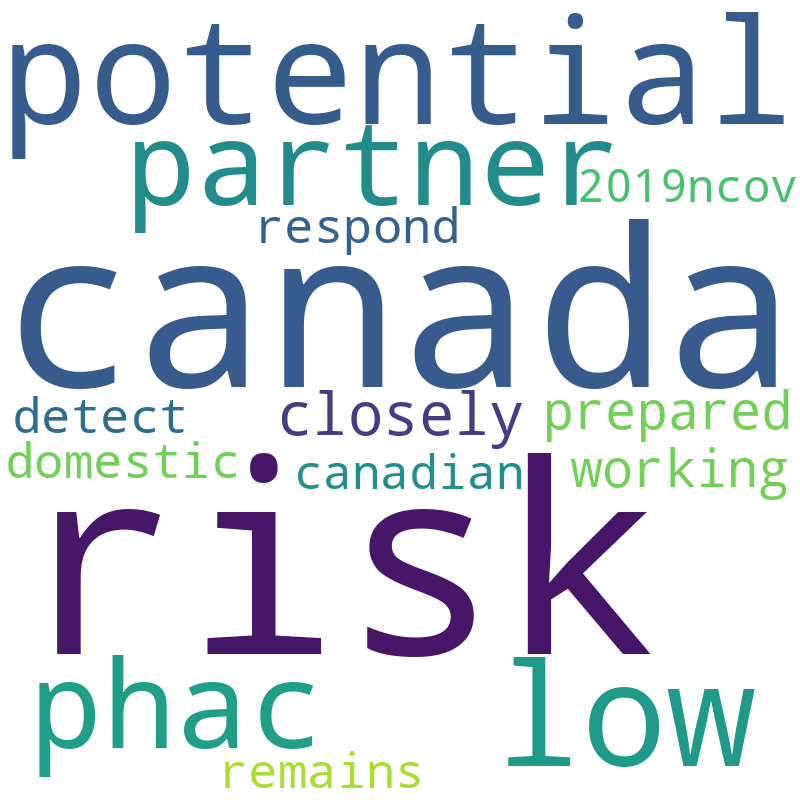 potential
partner
2019ncov
respond
canada
detect closely prepared
domestic canadian working
risk
phac low
remains